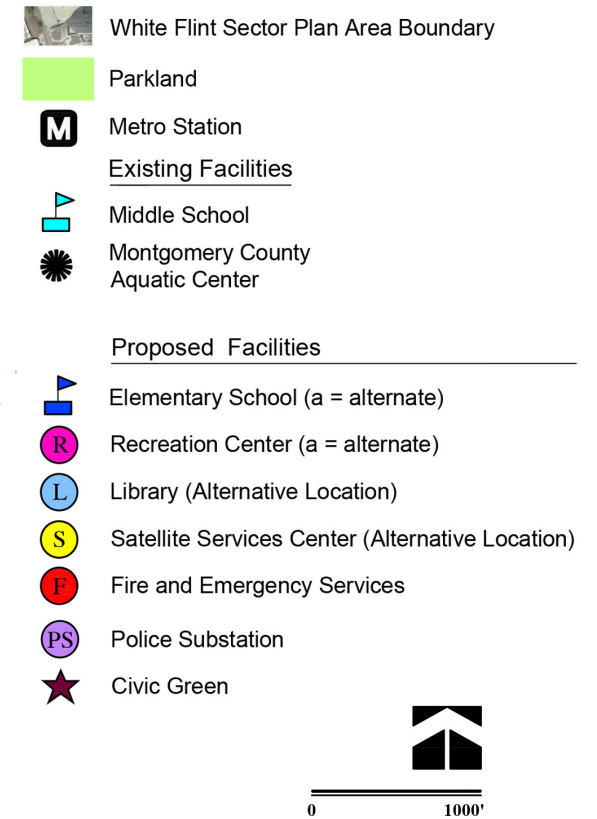 White Flint Sector Plan Area Boundary
Parkland
M Metro Station
Existing Facilities
Middle School
Montgomery County
Aquatic Center
Proposed Facilities
Elementary School (a = alternate)
R Recreation Center (a = alternate)
L Library (Alternative Location)
S Satellite Services Center (Alternative Location)
F Fire and Emergency Services
PS Police Substation
Civic Green
0 1000'